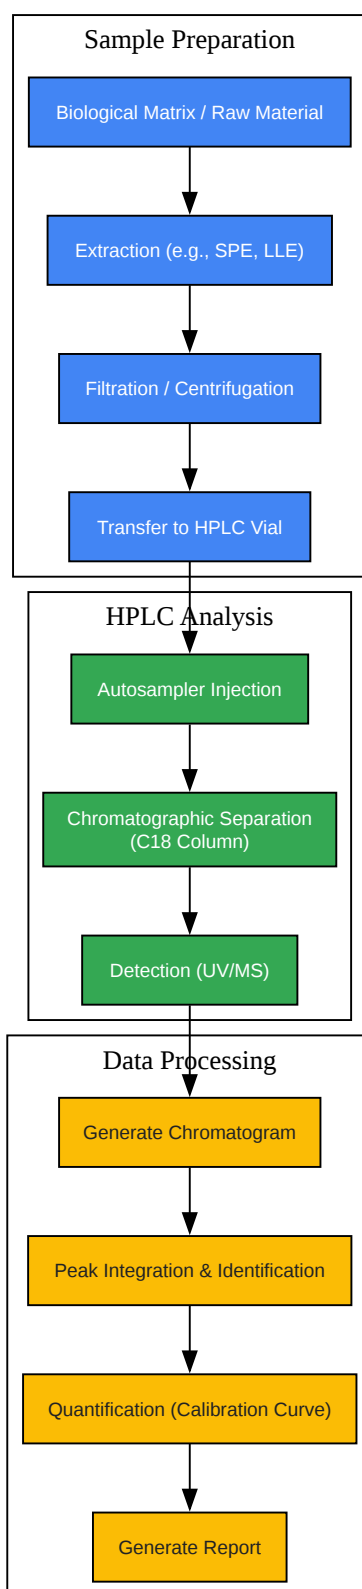 Sample Preparation
Biological Matrix / Raw Material
Extraction (e.g., SPE, LLE)
Filtration / Centrifugation
Transfer to HPLC Vial
HPLC Analysis
Autosampler Injection
Chromatographic Separation
(C18 Column)
Detection (UV/MS)
Data Processing
Generate Chromatogram
Peak Integration & Identification
Quantification (Calibration Curve)
Generate Report